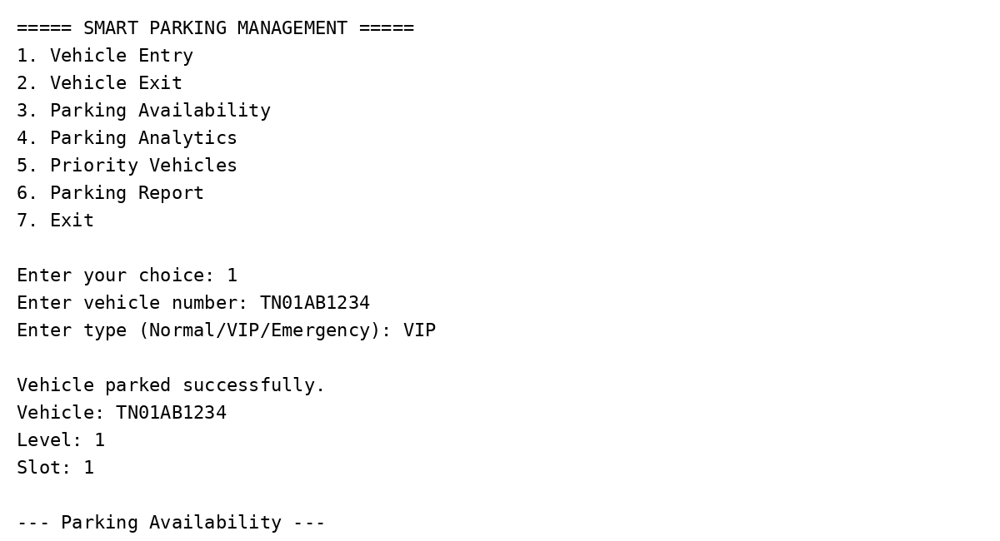 ===== SMART PARKING MANAGEMENT =====
1. Vehicle Entry
2. Vehicle Exit
3. Parking Availability
4. Parking Analytics
5. Priority Vehicles
6. Parking Report
7. Exit
Enter your choice: 1
Enter vehicle number: TN01AB1234
Enter type (Normal/VIP/Emergency): VIP
Vehicle parked successfully.
Vehicle: TN01AB1234
Level: 1
Slot: 1
--- Parking Availability ---